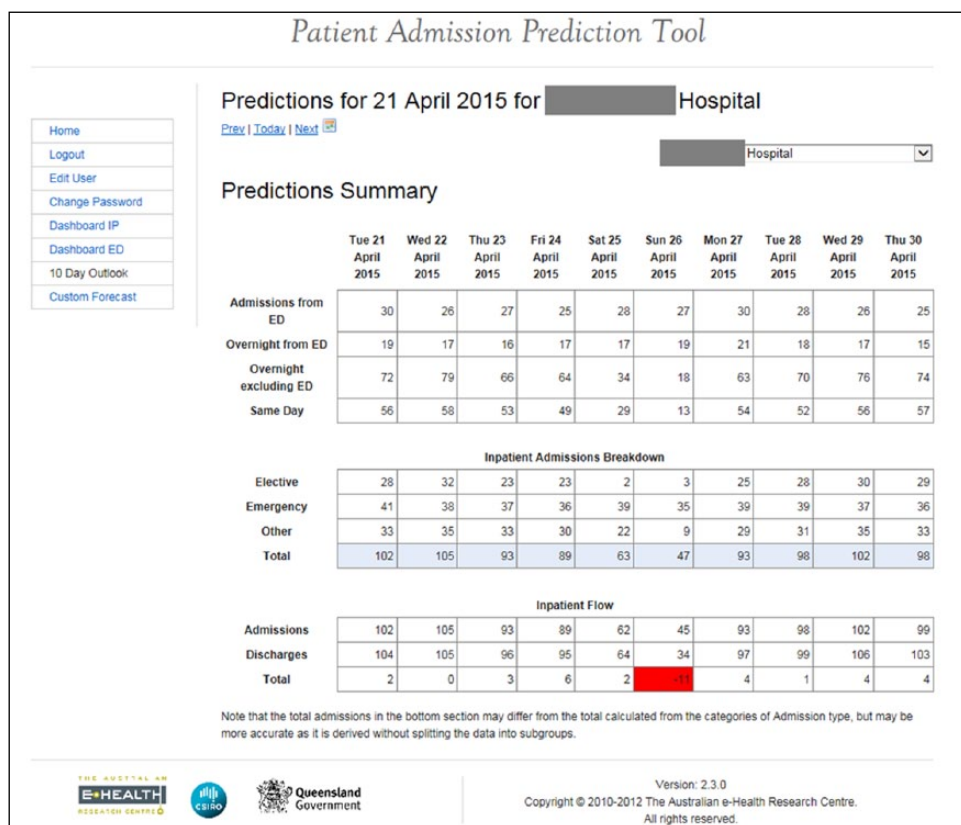 Patient Admission Prediction Tool
Predictions for 21 April 2015 for Hospital
Prev | Today | Next
Hospital
Home
Logout
Edit User
Change Password
Dashboard IP
Dashboard ED
10 Day Outlook
Custom Forecast
Predictions Summary
Tue 21 April 2015 Wed 22 April 2015 Thu 23 April 2015 Fri 24 April 2015 Sat 25 April 2015 Sun 26 April 2015 Mon 27 April 2015 Tue 28 April 2015 Wed 29 April 2015 Thu 30 April 2015
Admissions from ED 30 26 27 25 28 27 30 28 26 25
Overnight from ED 19 17 16 17 17 19 21 18 17 15
Overnight excluding ED 72 79 66 64 34 18 63 70 76 74
Same Day 56 58 53 49 29 13 54 52 56 57
Inpatient Admissions Breakdown
Elective 28 32 23 23 2 3 25 28 30 29
Emergency 41 38 37 36 39 35 39 39 37 36
Other 33 35 33 30 22 9 29 31 35 33
Total 102 105 93 89 63 47 93 98 102 98
Inpatient Flow
Admissions 102 105 93 89 62 45 93 98 102 99
Discharges 104 105 96 95 64 34 97 99 106 103
Total 2 0 3 6 2 -11 4 1 4 4
Note that the total admissions in the bottom section may differ from the total calculated from the categories of Admission type, but may be
more accurate as it is derived without splitting the data into subgroups.
THE AUSTRALIAN
E-HEALTH
RESEARCH CENTRE
CSIRO
Queensland
Government
Version: 2.3.0
Copyright © 2010-2012 The Australian e-Health Research Centre.
All rights reserved.